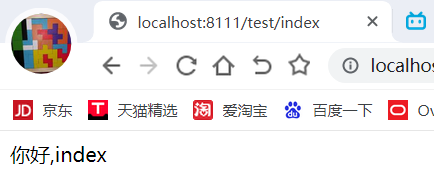 localhost:8111/test/index
localhos
JD 京东 T 天猫精选 淘 爱淘宝 百度一下 Ov
你好,index